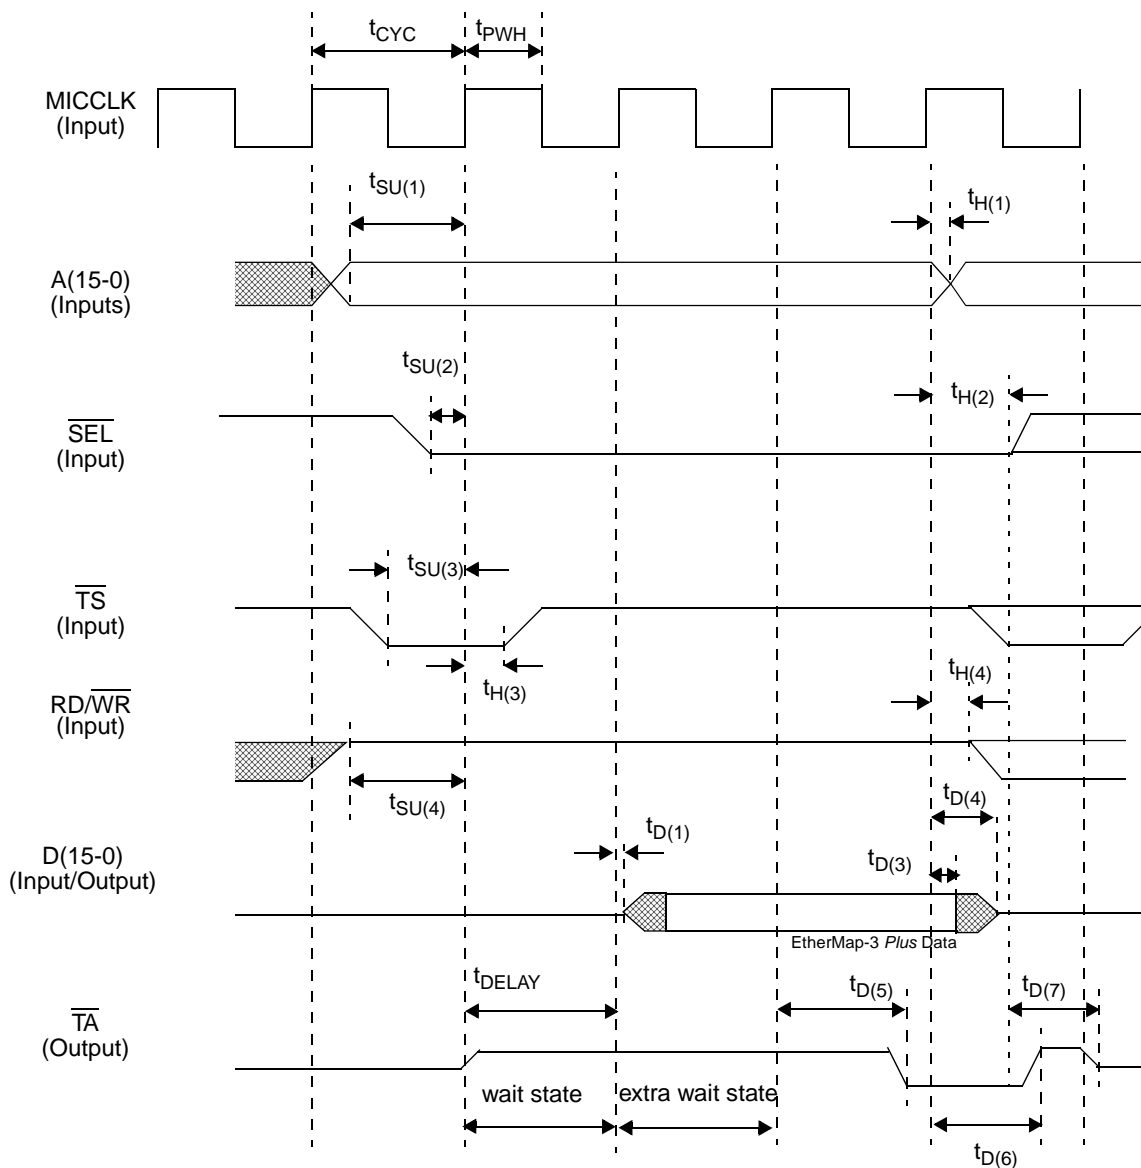 tCYC tPWH
MICCLK
(Input)
tSU(1)
tH(1)
A(15-0)
(Inputs)
tSU(2)
tH(2)
SEL
(Input)
tSU(3)
TS
(Input)
tH(3)
tH(4)
RD/WR
(Input)
tSU(4)
tD(4)
tD(1)
tD(3)
D(15-0)
(Input/Output)
EtherMap-3 Plus Data
tDELAY
tD(5)
tD(7)
TA
(Output)
wait state
extra wait state
tD(6)